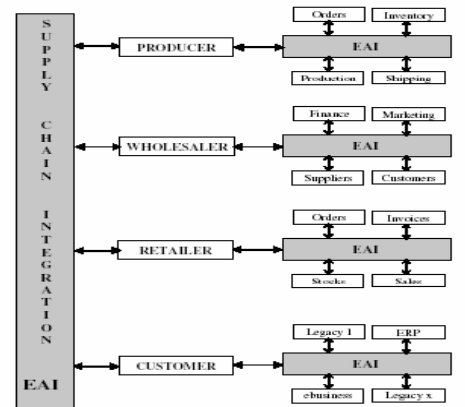 SUPPLY CHAIN INTEGRATION
EAI
Orders Inventory
PRODUCER EAI
Production Shipping
Finance Marketing
WHOLESALER EAI
Suppliers Customers
Orders Invoices
RETAILER EAI
Stocks Sales
Legacy 1 ERP
CUSTOMER EAI
ebusiness Legacy x